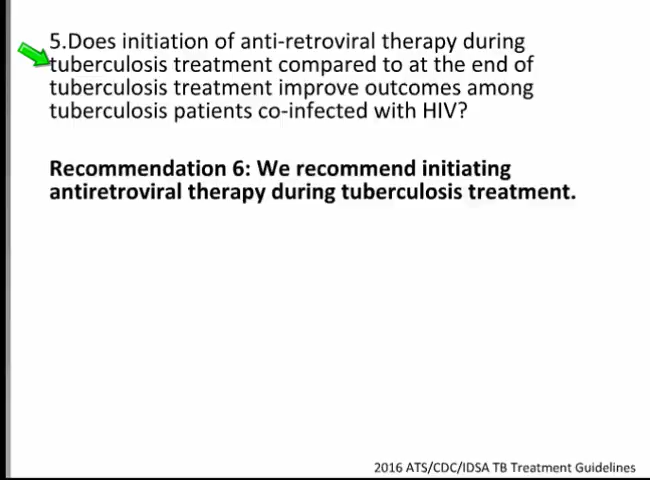 5.Does initiation of anti-retroviral therapy during
tuberculosis treatment compared to at the end of
tuberculosis treatment improve outcomes among
tuberculosis patients co-infected with HIV?
Recommendation 6: We recommend initiating
antiretroviral therapy during tuberculosis treatment.
2016 ATS/CDC/IDSA TB Treatment Guidelines